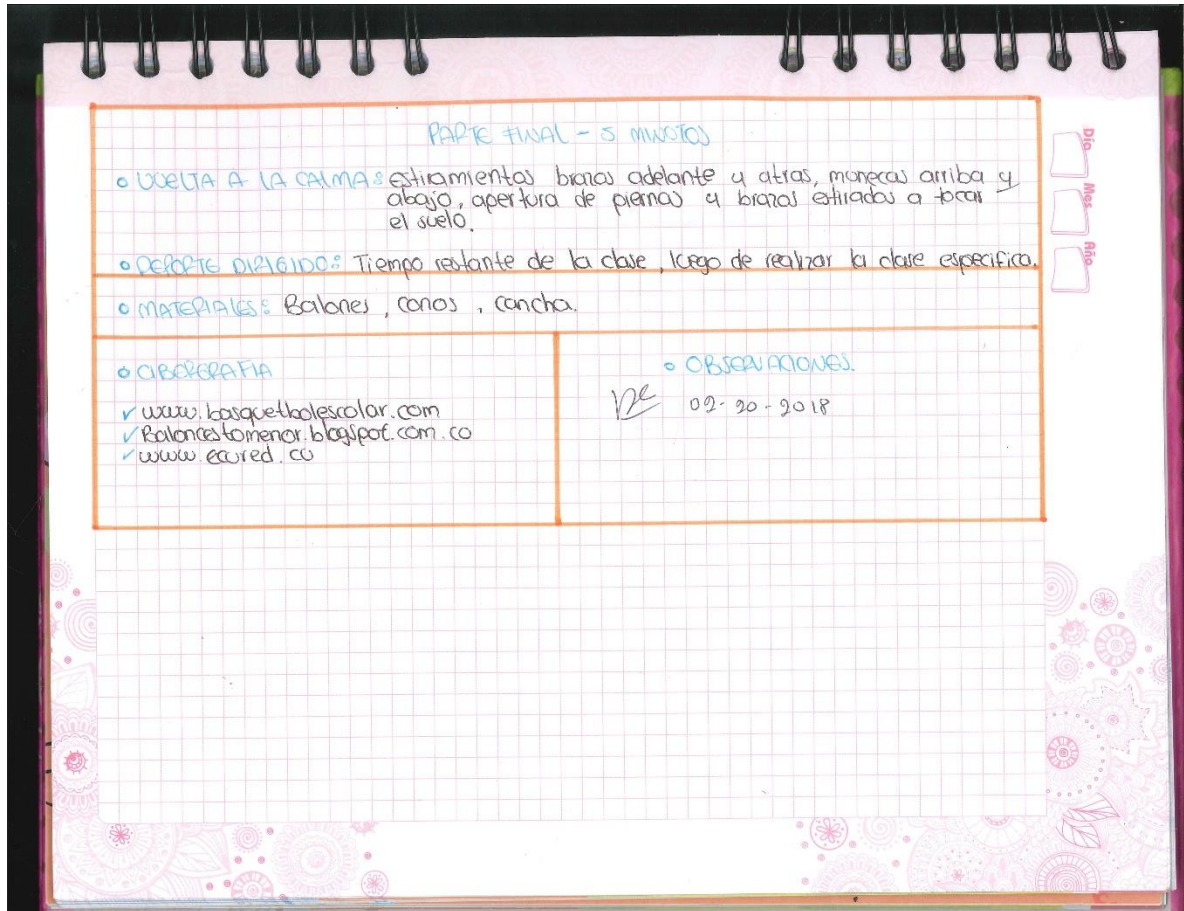 PARTE FINAL - 5 MINUTOS
o VUELTA A LA CALMA: estiramientos brazos adelante y atras, muñecas arriba y
abajo, apertura de piernas y brazos estirados a tocar
el suelo.
o DEPORTE DIRIGIDO: Tiempo restante de la clase, luego de realizar la clase especifica.
o MATERIALES: Balones, conos, cancha.
o CIBERGRAFIA
✓ www.basquetbolescolar.com
✓ Baloncestomenor.blogspot.com.co
✓ www.ecured.cu
o OBSERVACIONES.
02-20-2018
Día
Mes
Año